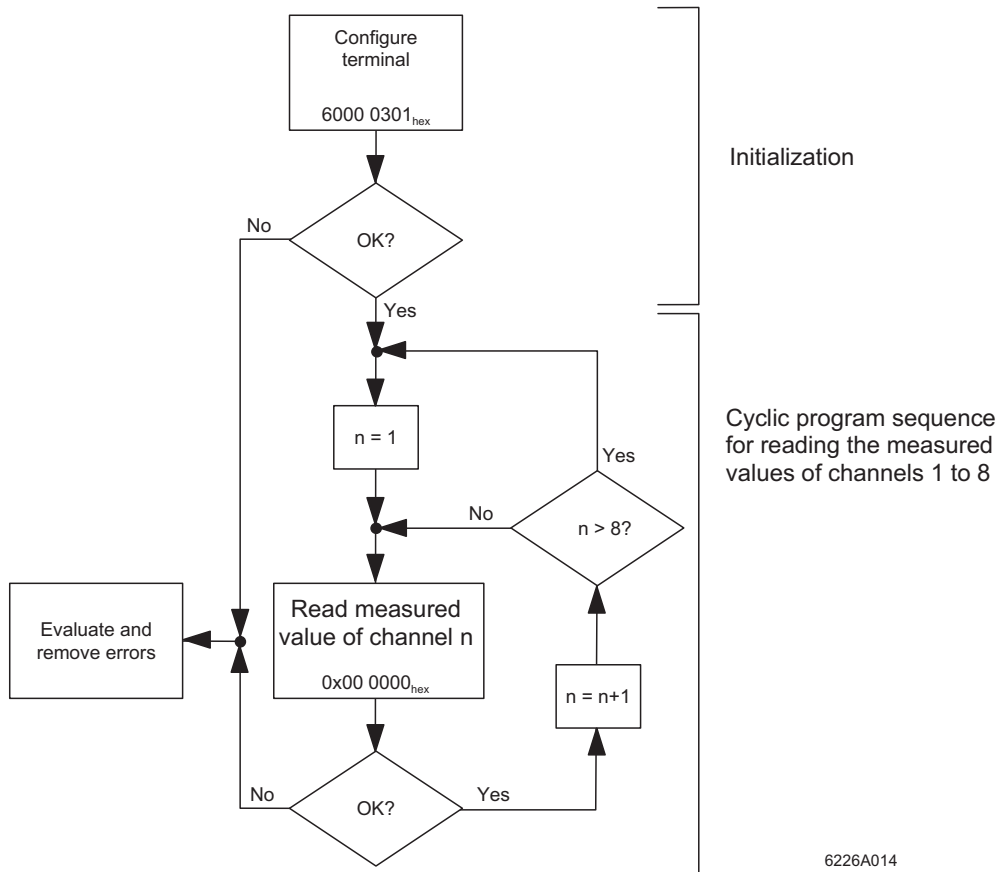 Configure
terminal
6000 0301hex
Initialization
No
OK?
Yes
n = 1
Cyclic program sequence
for reading the measured
values of channels 1 to 8
Yes
No
n > 8?
Read measured
value of channel n
0x00 0000hex
Evaluate and
remove errors
n = n+1
No
OK?
Yes
6226A014